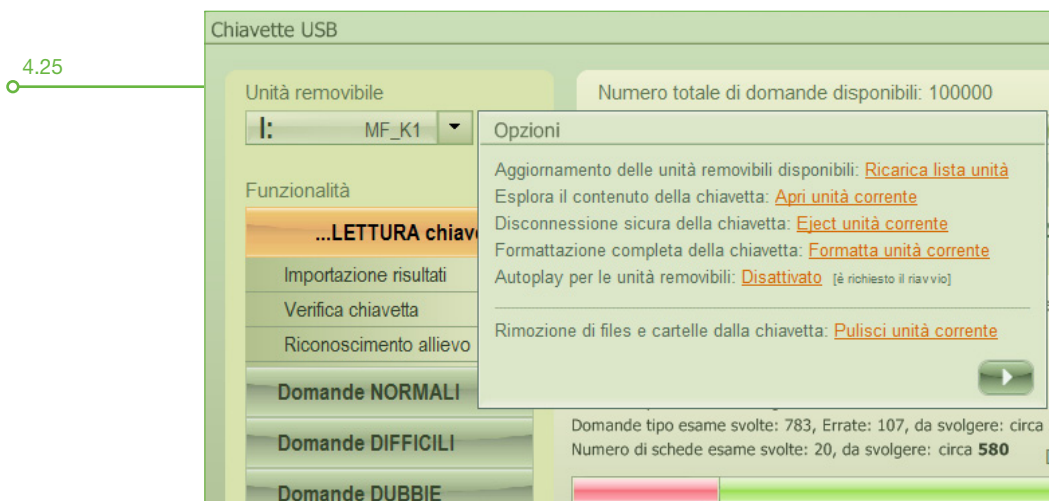 Chiavette USB
4.25
Unità removibile
I: MF_K1
Numero totale di domande disponibili: 100000
Opzioni
Aggiornamento delle unità removibili disponibili: Ricarica lista unità
Esplora il contenuto della chiavetta: Apri unità corrente
Disconnessione sicura della chiavetta: Eject unità corrente
Formattazione completa della chiavetta: Formatta unità corrente
Autoplay per le unità removibili: Disattivato [è richiesto il riavvio]
Rimozione di files e cartelle dalla chiavetta: Pulisci unità corrente
Funzionalità
...LETTURA chiav
Importazione risultati
Verifica chiavetta
Riconoscimento allievo
Domande NORMALI
Domande DIFFICILI
Domande DUBBIE
Domande tipo esame svolte: 783, Errate: 107, da svolgere: circa
Numero di schede esame svolte: 20, da svolgere: circa 580